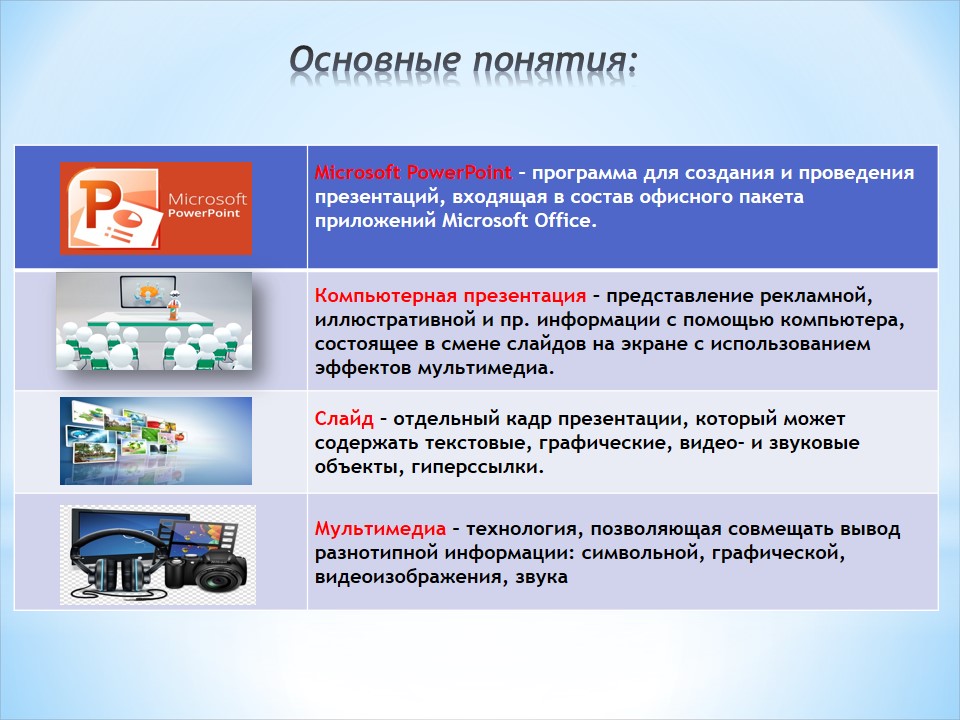 Основные понятия:
Microsoft
PowerPoint
Microsoft PowerPoint – программа для создания и проведения
презентаций, входящая в состав офисного пакета
приложений Microsoft Office.
Компьютерная презентация – представление рекламной,
иллюстративной и пр. информации с помощью компьютера,
состоящее в смене слайдов на экране с использованием
эффектов мультимедиа.
Слайд – отдельный кадр презентации, который может
содержать текстовые, графические, видео- и звуковые
объекты, гиперссылки.
Мультимедиа – технология, позволяющая совмещать вывод
разнотипной информации: символьной, графической,
видеоизображения, звука